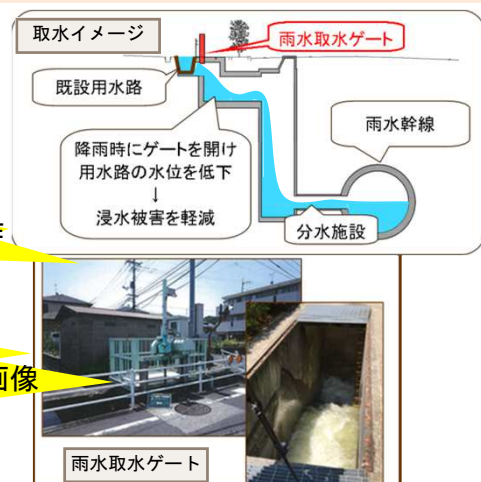 取水イメージ
雨水取水ゲート
既設用水路
雨水幹線
降雨時にゲートを開け
用水路の水位を低下
↓
浸水被害を軽減
分水施設
画像
雨水取水ゲート